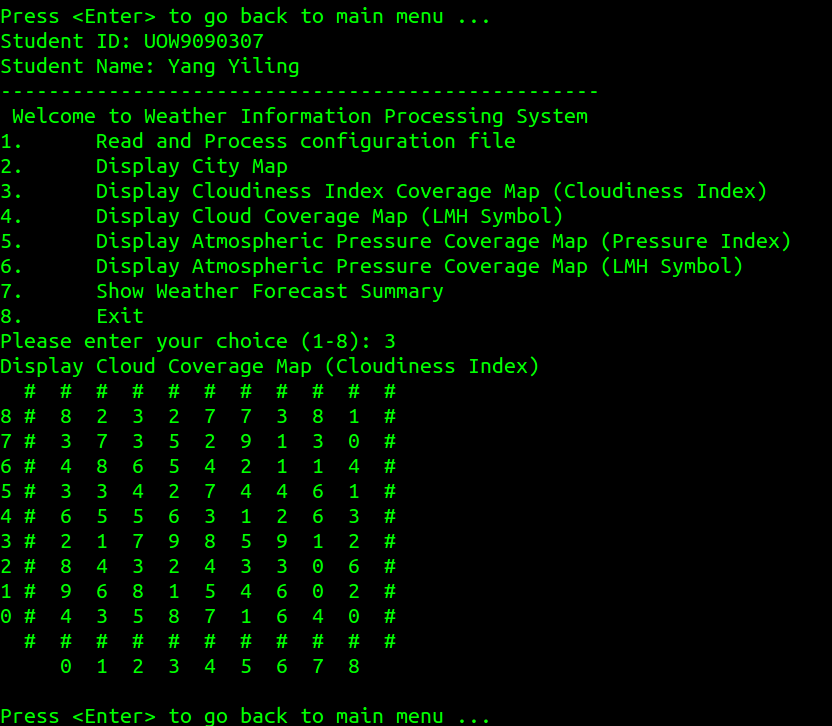 Press <Enter> to go back to main menu ...
Student ID: UOW9090307
Student Name: Yang Yiling
--------------------------------------------------
 Welcome to Weather Information Processing System
1.      Read and Process configuration file
2.      Display City Map
3.      Display Cloudiness Index Coverage Map (Cloudiness Index)
4.      Display Cloud Coverage Map (LMH Symbol)
5.      Display Atmospheric Pressure Coverage Map (Pressure Index)
6.      Display Atmospheric Pressure Coverage Map (LMH Symbol)
7.      Show Weather Forecast Summary
8.      Exit
Please enter your choice (1-8): 3
Display Cloud Coverage Map (Cloudiness Index)
  #  #  #  #  #  #  #  #  #  #  #
8 #  8  2  3  2  7  7  3  8  1  #
7 #  3  7  3  5  2  9  1  3  0  #
6 #  4  8  6  5  4  2  1  1  4  #
5 #  3  3  4  2  7  4  4  6  1  #
4 #  6  5  5  6  3  1  2  6  3  #
3 #  2  1  7  9  8  5  9  1  2  #
2 #  8  4  3  2  4  3  3  0  6  #
1 #  9  6  8  1  5  4  6  0  2  #
0 #  4  3  5  8  7  1  6  4  0  #
  #  #  #  #  #  #  #  #  #  #  #
     0  1  2  3  4  5  6  7  8

Press <Enter> to go back to main menu ...